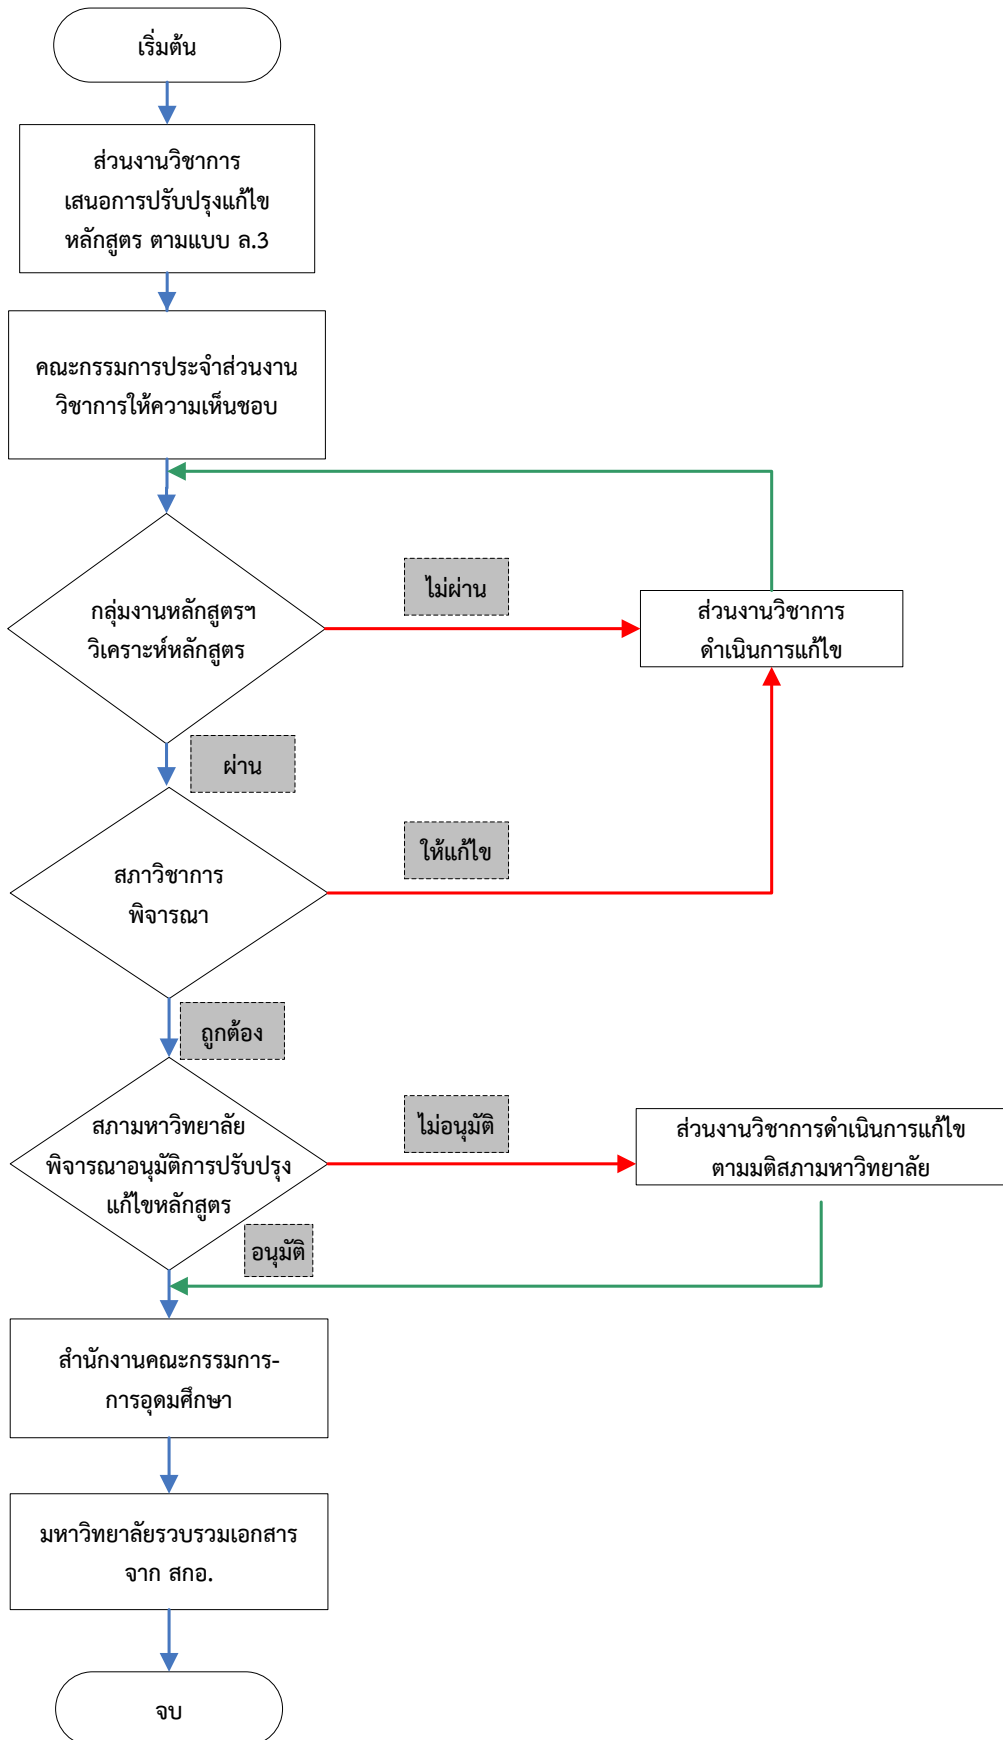 เริ่มต้น
ส่วนงานวิชาการ
เสนอการปรับปรุงแก้ไข
หลักสูตร ตามแบบ ล.3
คณะกรรมการประจำส่วนงาน
วิชาการให้ความเห็นชอบ
กลุ่มงานหลักสูตรฯ
วิเคราะห์หลักสูตร
ไม่ผ่าน
ส่วนงานวิชาการ
ดำเนินการแก้ไข
ผ่าน
สภาวิชาการ
พิจารณา
ให้แก้ไข
ถูกต้อง
สภามหาวิทยาลัย
พิจารณาอนุมัติการปรับปรุง
แก้ไขหลักสูตร
ไม่อนุมัติ
ส่วนงานวิชาการดำเนินการแก้ไข
ตามมติสภามหาวิทยาลัย
อนุมัติ
สำนักงานคณะกรรมการ-
การอุดมศึกษา
มหาวิทยาลัยรวบรวมเอกสาร
จาก สกอ.
จบ